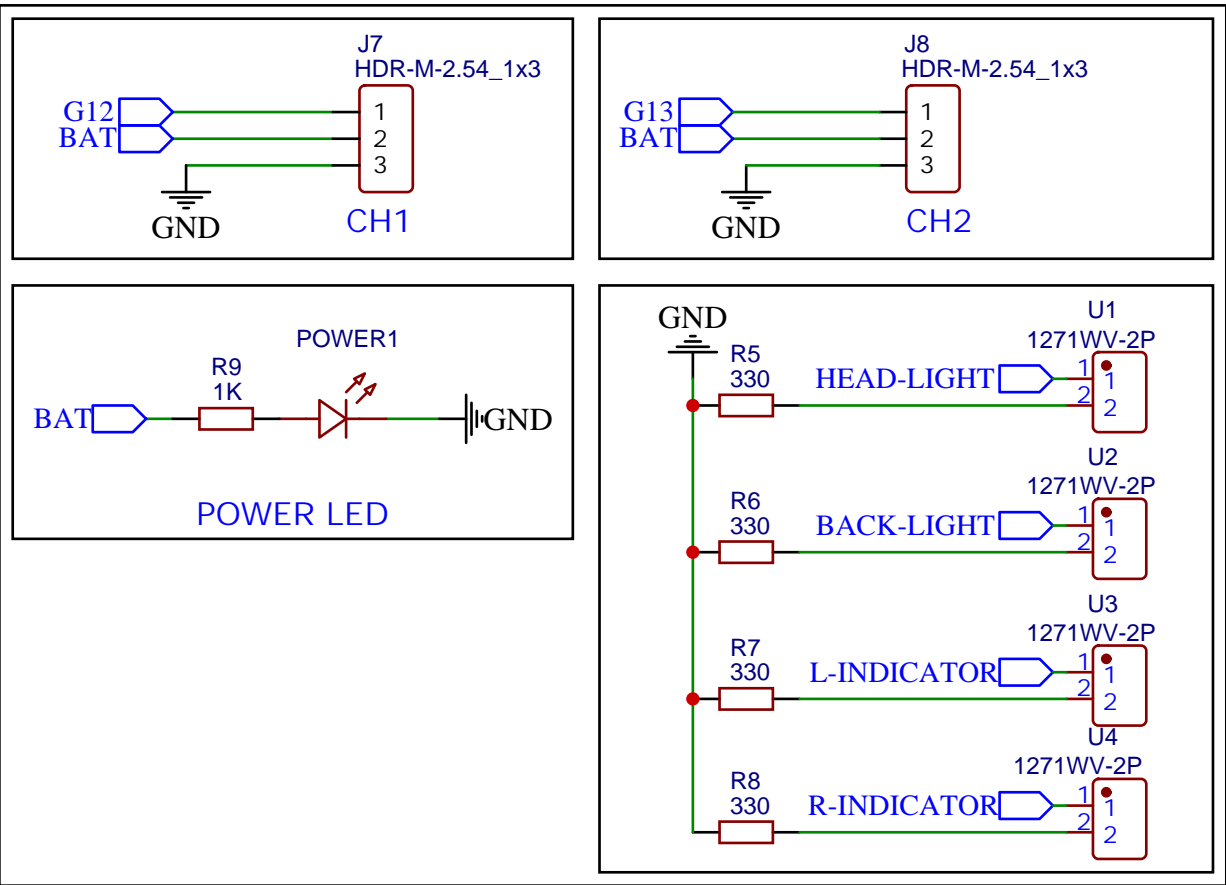 J7
HDR-M-2.54_1x3
G12
1
BAT
2
3
GND
CH1
J8
HDR-M-2.54_1x3
G13
1
BAT
2
3
GND
CH2
POWER1
R9
1K
BAT
GND
POWER LED
GND
U1
1271WV-2P
R5
330
HEAD-LIGHT
1
1
2
2
U2
1271WV-2P
R6
330
BACK-LIGHT
1
1
2
2
U3
1271WV-2P
R7
330
L-INDICATOR
1
1
2
2
U4
1271WV-2P
R8
330
R-INDICATOR
1
1
2
2